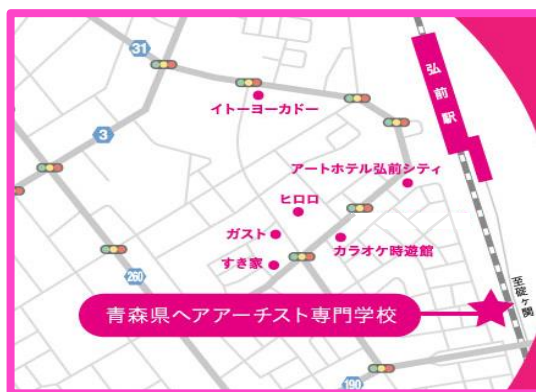 31
弘前駅
イトーヨーカドー
3
アートホテル弘前シティ
ヒロロ
ガスト
カラオケ時遊館
すき家
260
至碇ヶ関
青森県ヘアアーチスト専門学校
190